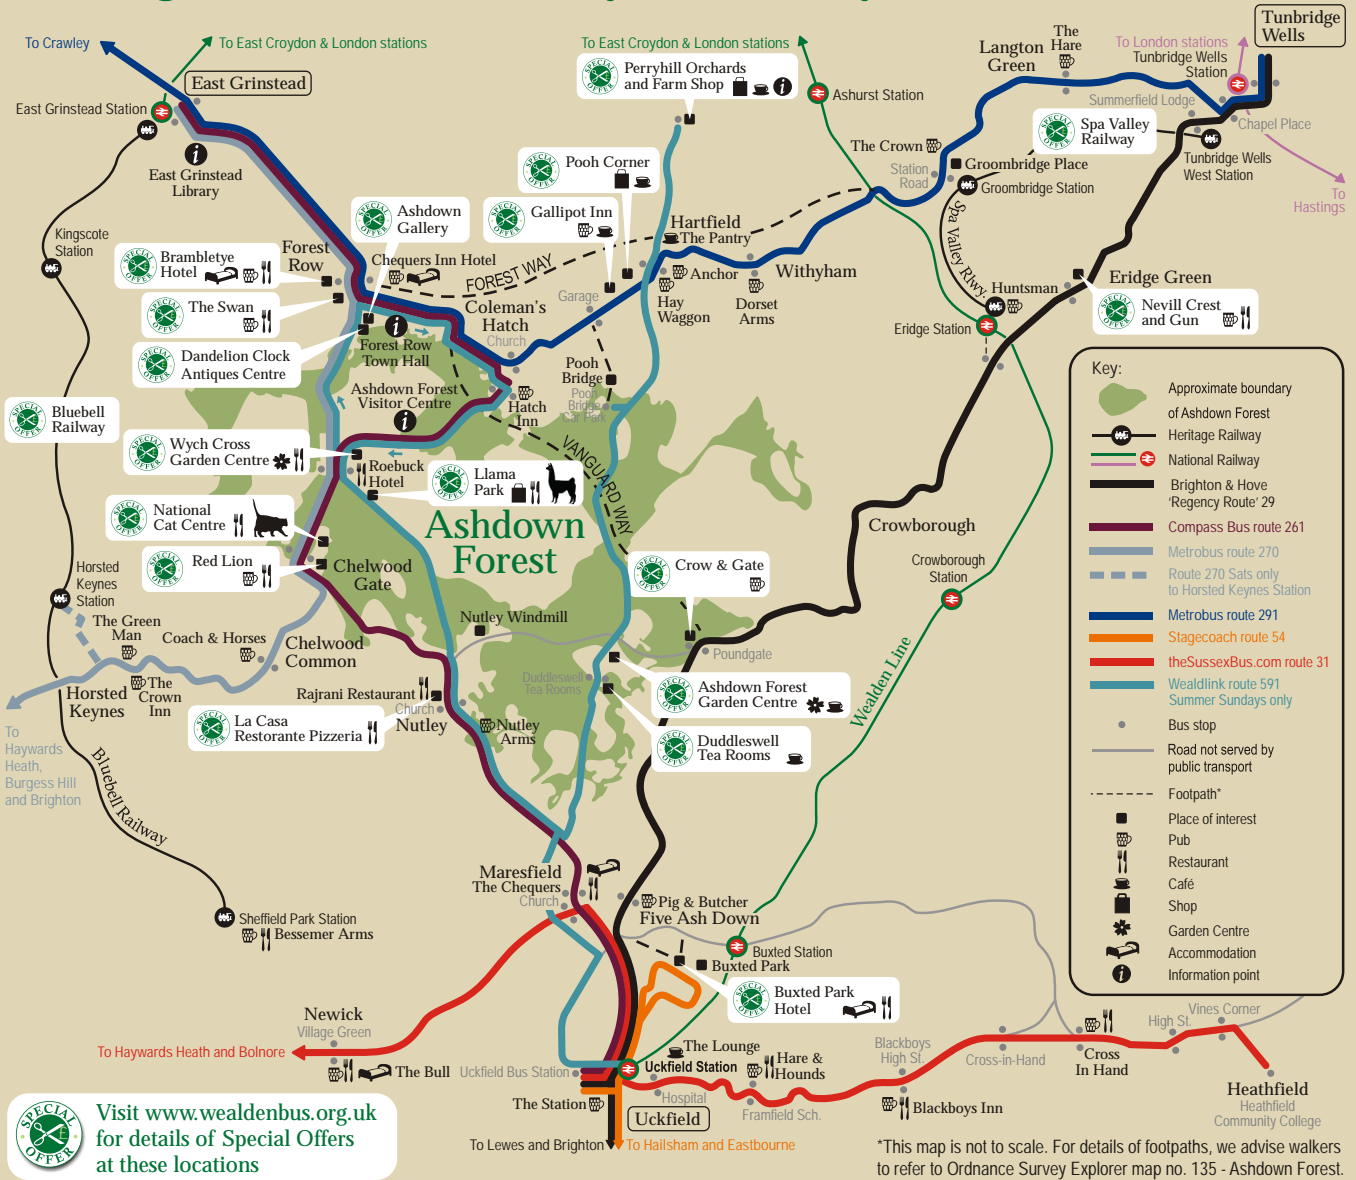 To Crawley
To East Croydon & London stations
East Grinstead
East Grinstead Station
East Grinstead
Library
To East Croydon & London stations
Perryhill Orchards
and Farm Shop
Ashurst Station
Langton
Green
The
Hare
To London stations
Tunbridge Wells
Station
Tunbridge
Wells
Summerfield Lodge
Chapel Place
Spa Valley
Railway
Tunbridge Wells
West Station
To
Hastings
The Crown
Station
Road
Groombridge Place
Groombridge Station
Spa Valley Rlwy.
Pooh Corner
Gallipot Inn
Ashdown
Gallery
Kingscote
Station
Forest
Row
Brambletye
Hotel
Chequers Inn Hotel
FOREST WAY
Hartfield
The Pantry
Anchor
Withyham
Hay
Waggon
Dorset
Arms
Garage
Coleman's
Hatch
Church
The Swan
Dandelion Clock
Antiques Centre
Forest Row
Town Hall
Huntsman
Eridge Station
Eridge Green
Nevill Crest
and Gun
Pooh
Bridge
Pooh
Bridge
Car Park
Ashdown Forest
Visitor Centre
Hatch
Inn
Bluebell
Railway
Wych Cross
Garden Centre
Roebuck
Hotel
Llama
Park
VANGUARD WAY
National
Cat Centre
Ashdown
Forest
Red Lion
Chelwood
Gate
Crowborough
Crowborough
Station
Crow & Gate
Horsted
Keynes
Station
The Green
Man
Coach & Horses
Chelwood
Common
Nutley Windmill
Poundgate
The
Crown
Inn
Horsted
Keynes
Rajrani Restaurant
Church
Nutley
Duddleswell
Tea Rooms
Ashdown Forest
Garden Centre
Wealden Line
La Casa
Restorante Pizzeria
Nutley
Arms
Duddleswell
Tea Rooms
To
Haywards
Heath,
Burgess Hill
and Brighton
Bluebell Railway
Maresfield
The Chequers
Church
Pig & Butcher
Five Ash Down
Sheffield Park Station
Bessemer Arms
Buxted Station
Buxted Park
Buxted Park
Hotel
Newick
Village Green
To Haywards Heath and Bolnore
The Bull
The Lounge
Uckfield Bus Station
Uckfield Station
Hare &
Hounds
Hospital
Framfield Sch.
Blackboys
High St.
Blackboys Inn
Cross-in-Hand
Cross
In Hand
High St.
Vines Corner
Heathfield
Heathfield
Community College
The Station
Uckfield
To Lewes and Brighton
To Hailsham and Eastbourne
Key:
Approximate boundary
of Ashdown Forest
Heritage Railway
National Railway
Brighton & Hove
'Regency Route' 29
Compass Bus route 261
Metrobus route 270
Route 270 Sats only
to Horsted Keynes Station
Metrobus route 291
Stagecoach route 54
theSussexBus.com route 31
Wealdlink route 591
Summer Sundays only
Bus stop
Road not served by
public transport
Footpath*
Place of interest
Pub
Restaurant
Café
Shop
Garden Centre
Accommodation
Information point
SPECIAL
OFFER
Visit www.wealdenbus.org.uk
for details of Special Offers
at these locations
*This map is not to scale. For details of footpaths, we advise walkers
to refer to Ordnance Survey Explorer map no. 135 - Ashdown Forest.